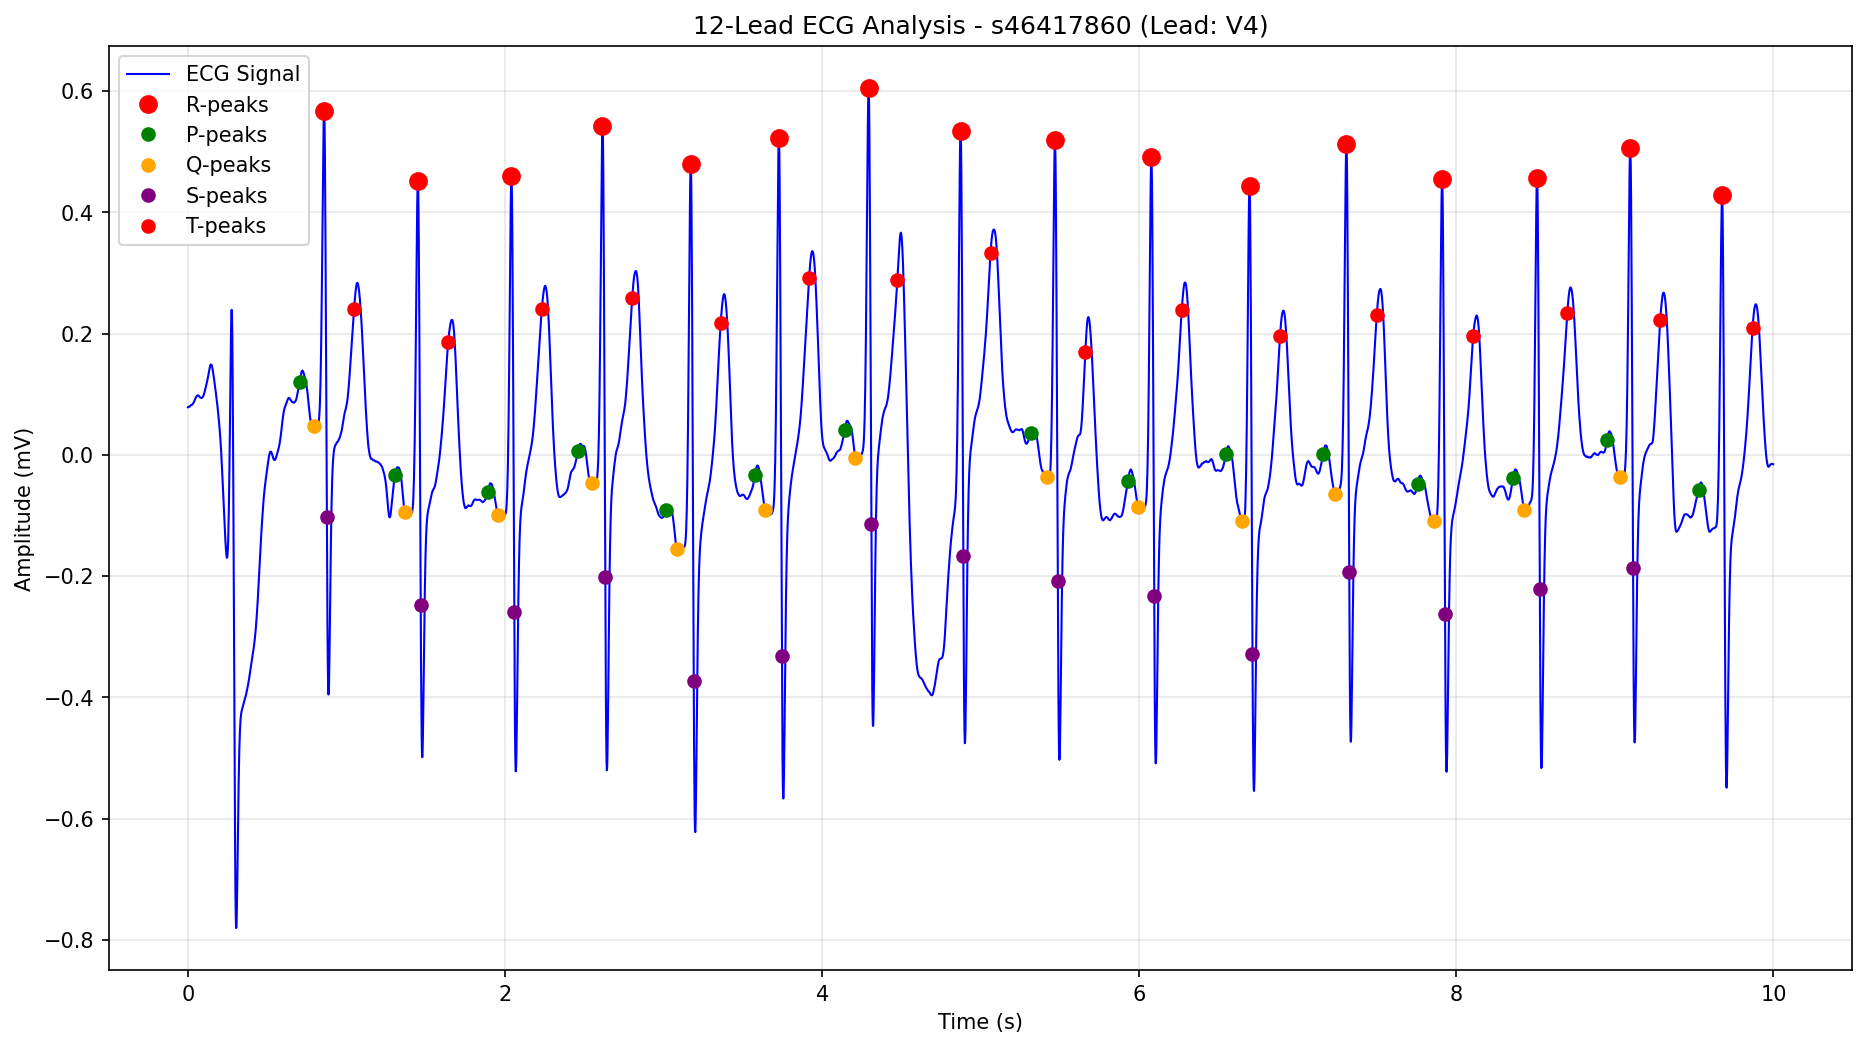 12-Lead ECG Analysis - s46417860 (Lead: V4)
ECG Signal
R-peaks
P-peaks
Q-peaks
S-peaks
T-peaks
Amplitude (mV)
0.6
0.4
0.2
0.0
−0.2
−0.4
−0.6
−0.8
0 2 4 6 8 10
Time (s)